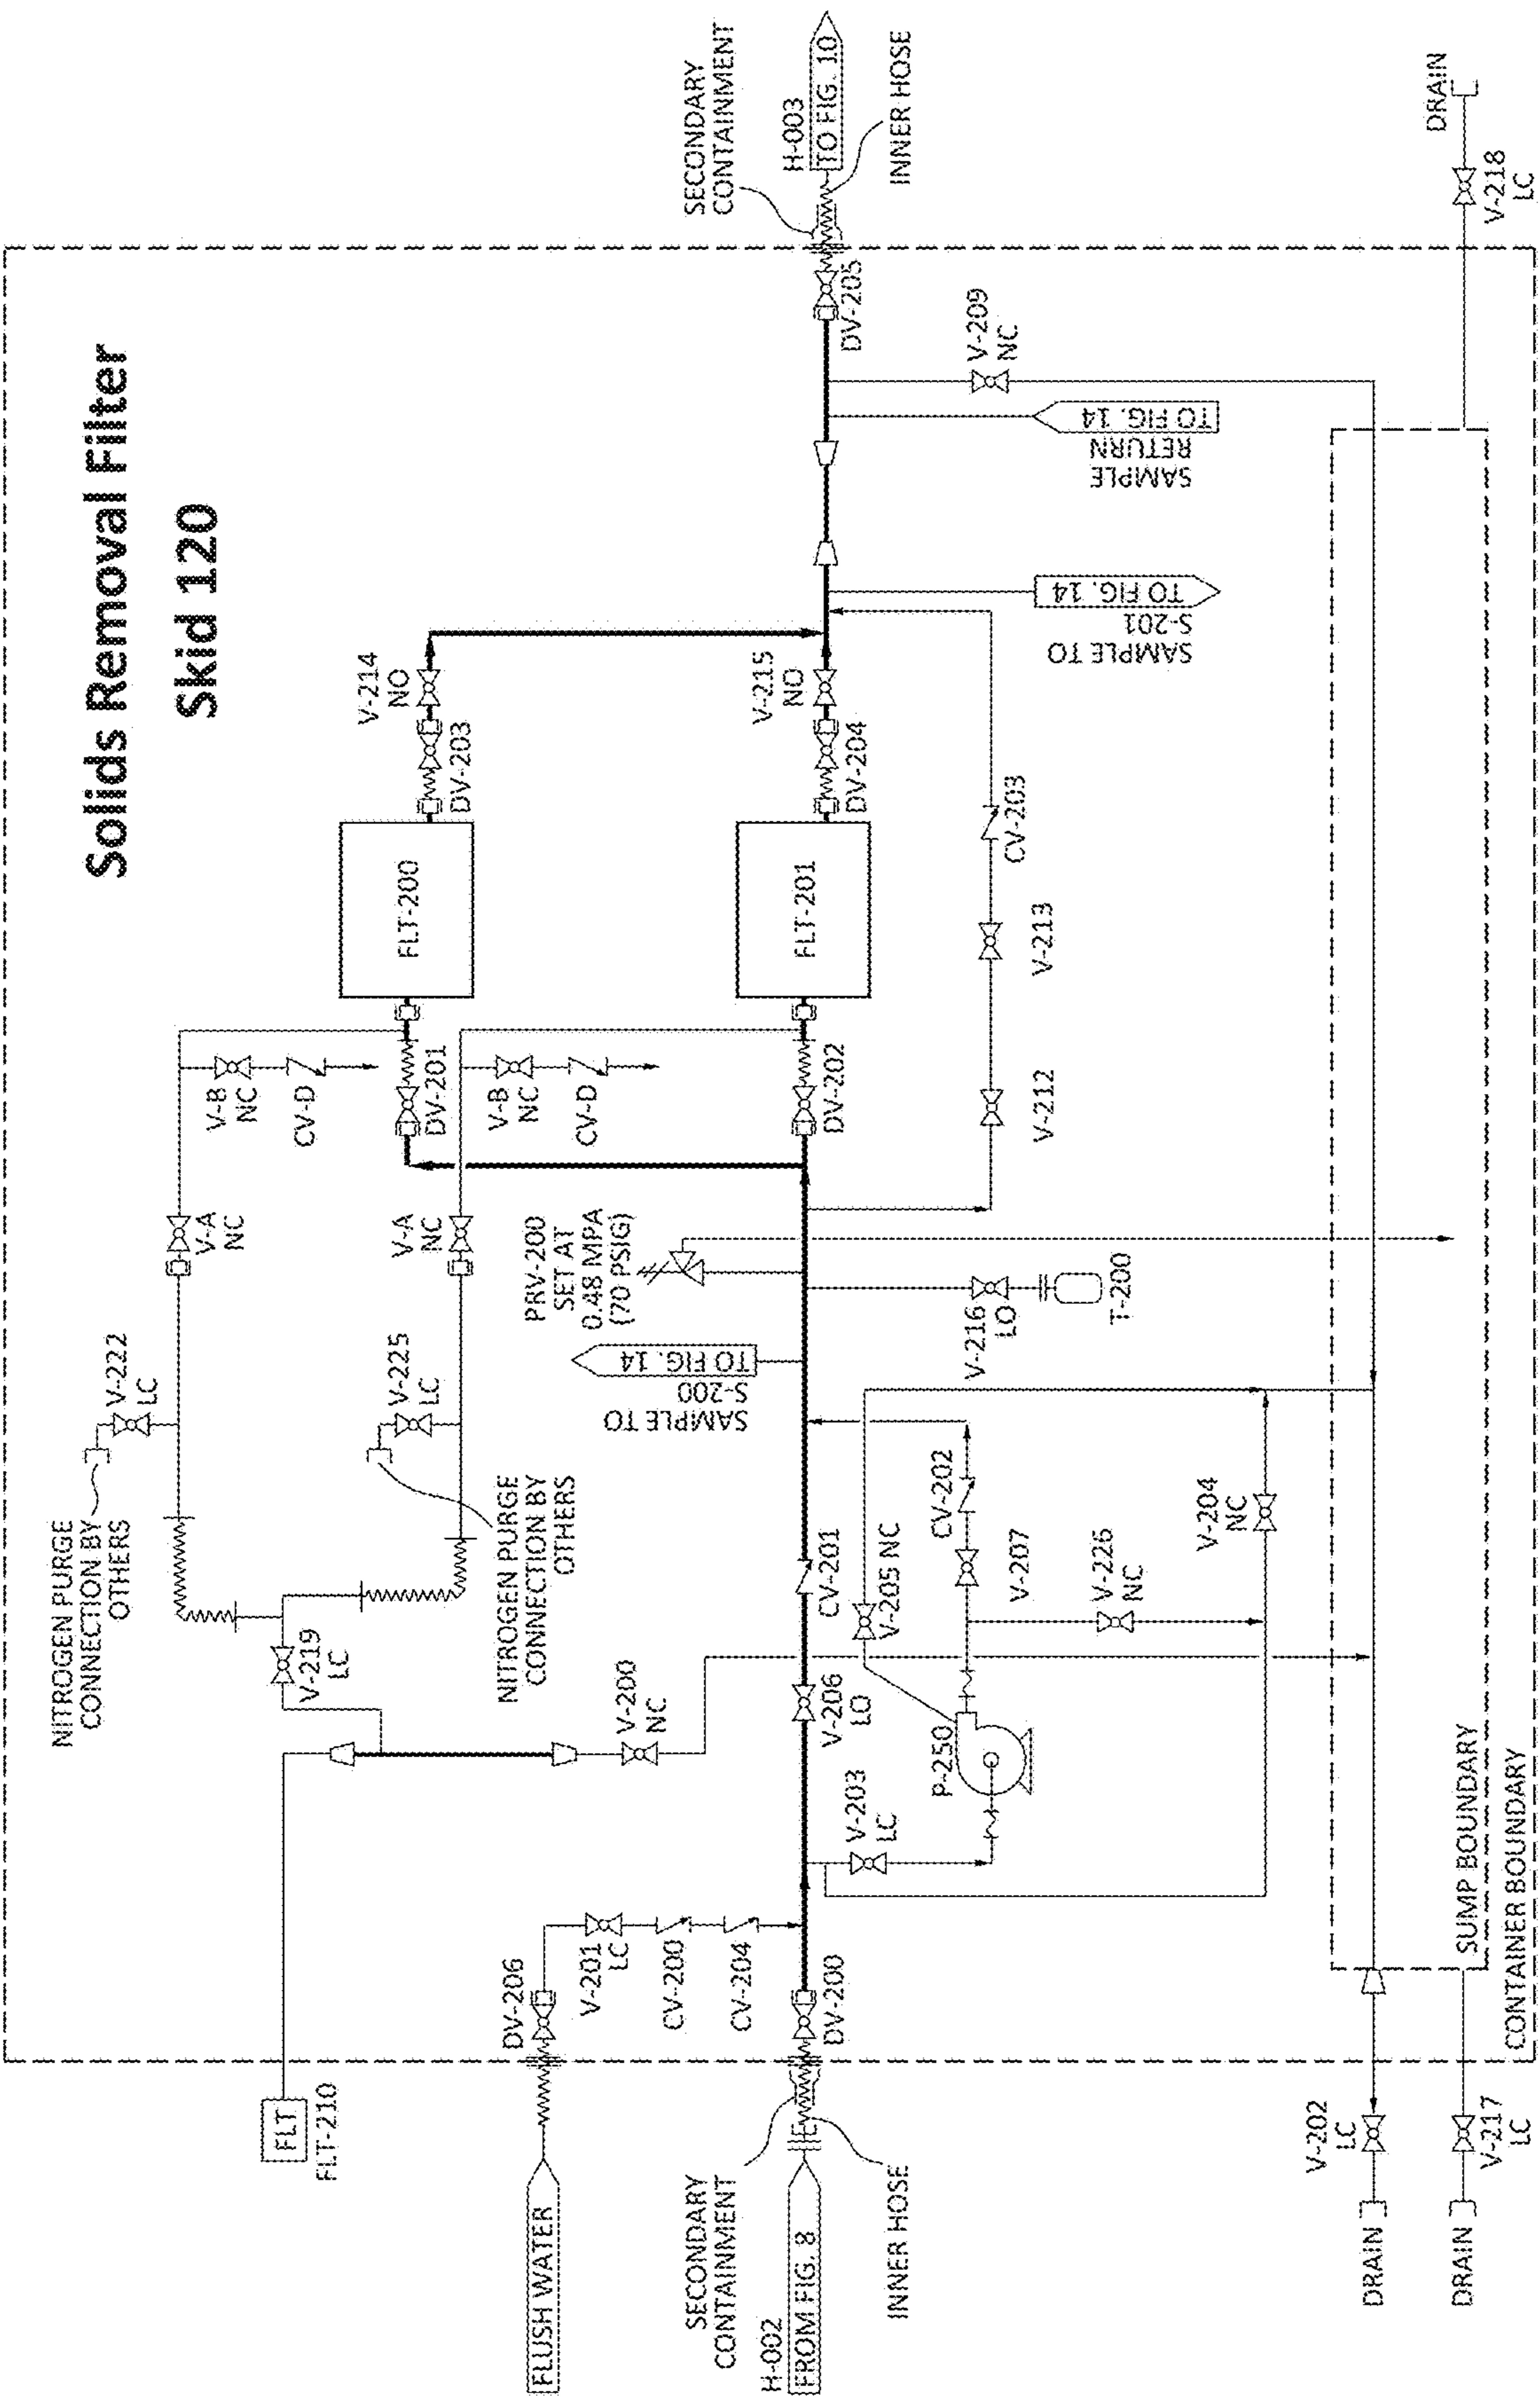 Solids Removal Filter
Skid 120
NITROGEN PURGE
CONNECTION BY
OTHERS
V-222
LC
V-A
NC
V-B
NC
CV-D
DV-201
FLT-200
DV-203
V-214
NO
V-219
LC
NITROGEN PURGE
CONNECTION BY
OTHERS
V-225
LC
V-A
NC
V-B
NC
CV-D
DV-202
FLT-201
DV-204
V-215
NO
FLT
FLT-210
V-200
NC
FLUSH WATER
DV-206
V-201
LC
CV-200
CV-204
SECONDARY
CONTAINMENT
H-002
FROM FIG. 8
INNER HOSE
DV-200
V-206
LO
CV-201
SAMPLE TO
S-200
TO FIG. 14
PRV-200
SET AT
0.48 MPA
(70 PSIG)
V-203
LC
P-250
V-205 NC
CV-202
V-207
V-226
NC
V-204
NC
V-216
LO
T-200
V-212
V-213
CV-203
SAMPLE TO
S-201
TO FIG. 14
SAMPLE
RETURN
TO FIG. 14
V-209
NC
DV-205
SECONDARY
CONTAINMENT
H-003
TO FIG. 10
INNER HOSE
DRAIN
V-218
LC
V-202
LC
DRAIN
V-217
LC
DRAIN
SUMP BOUNDARY
CONTAINER BOUNDARY